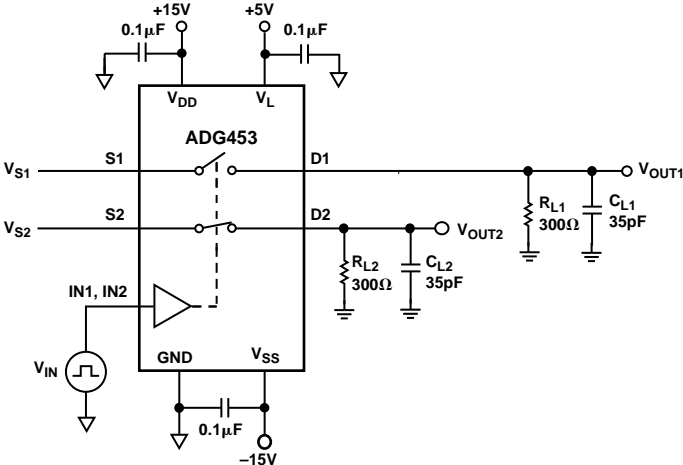 +15V
+5V
0.1μF
0.1μF
VDD
VL
ADG453
VS1
S1
D1
VOUT1
RL1
300Ω
CL1
35pF
VS2
S2
D2
VOUT2
RL2
300Ω
CL2
35pF
IN1, IN2
VIN
GND
VSS
0.1μF
–15V